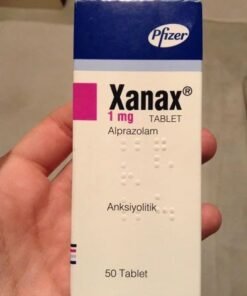 Pfizer
Xanax®
1 mg TABLET
Alprazolam
Anksiyolitik
50 Tablet